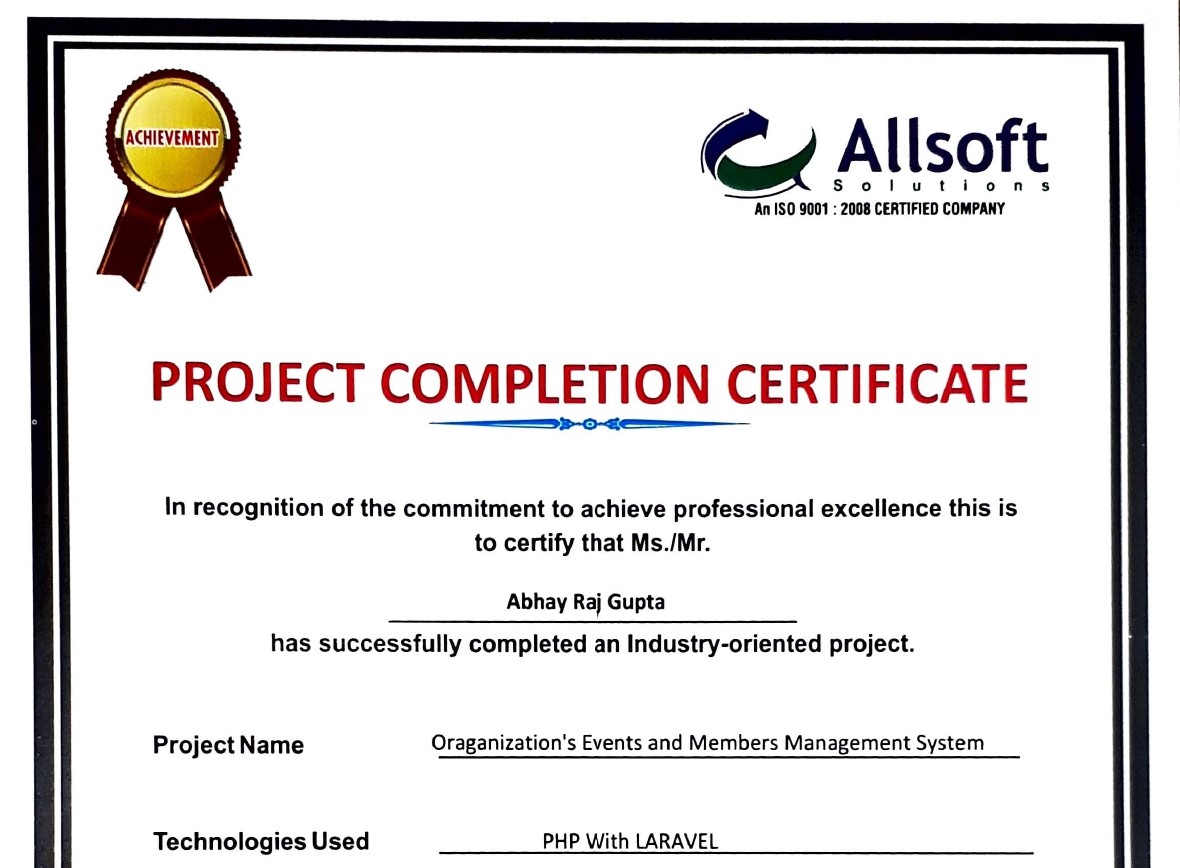 ACHIEVEMENT
Allsoft
Solutions
An ISO 9001 : 2008 CERTIFIED COMPANY
PROJECT COMPLETION CERTIFICATE
In recognition of the commitment to achieve professional excellence this is
to certify that Ms./Mr.
Abhay Raj Gupta
has successfully completed an Industry-oriented project.
Project Name Oraganization's Events and Members Management System
Technologies Used PHP With LARAVEL